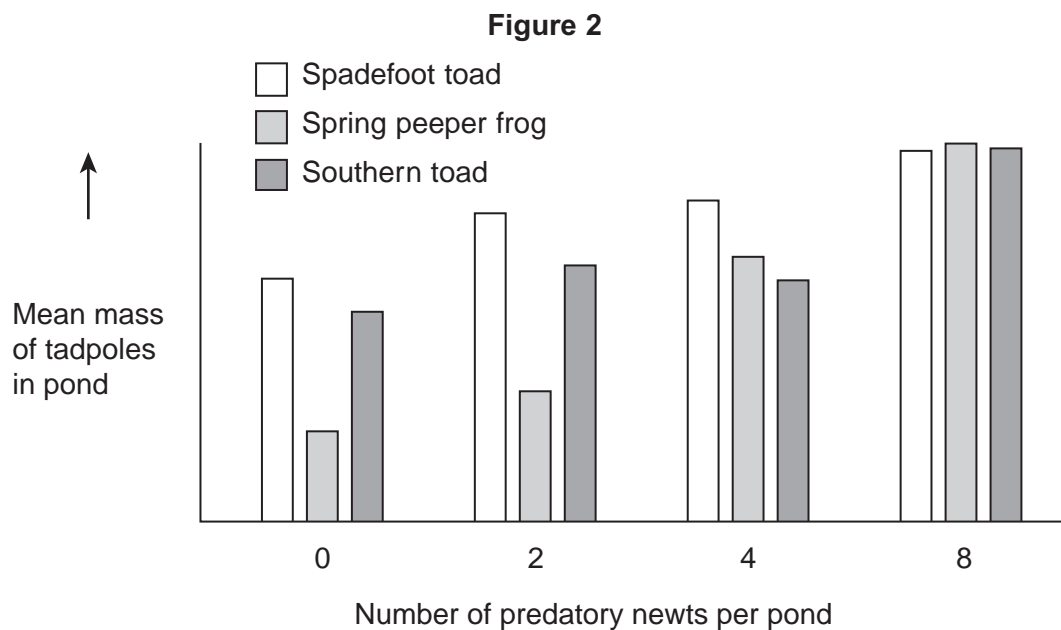 Figure 2
Spadefoot toad
Spring peeper frog
Southern toad
Mean mass
of tadpoles
in pond
0 2 4 8
Number of predatory newts per pond